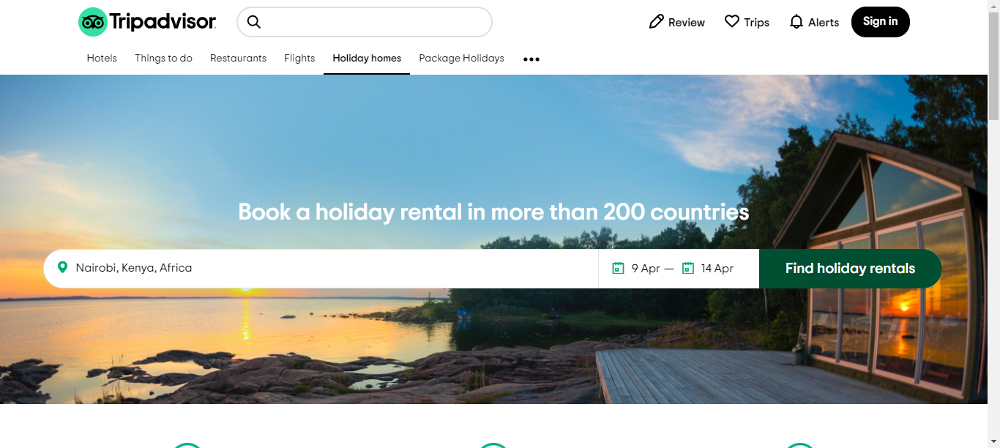 Tripadvisor
Review
Trips
Alerts
Sign in
Hotels
Things to do
Restaurants
Flights
Holiday homes
Package Holidays
Book a holiday rental in more than 200 countries
Nairobi, Kenya, Africa
9 Apr —
14 Apr
Find holiday rentals